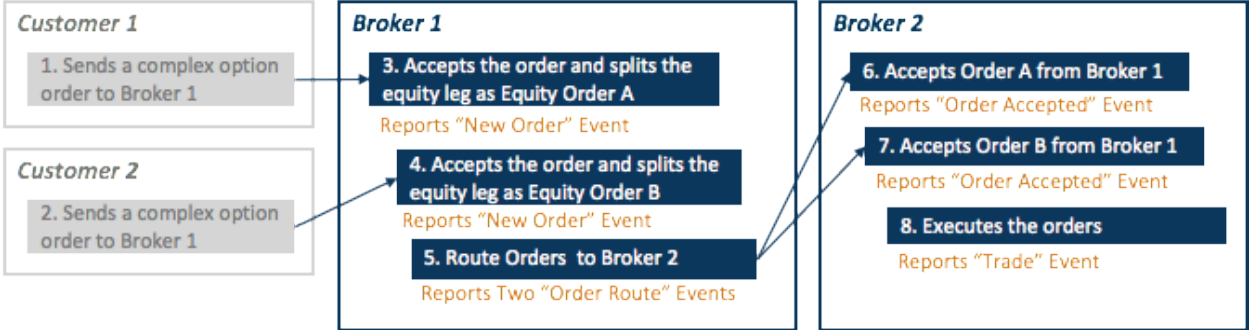 Customer 1
1. Sends a complex option
order to Broker 1
Customer 2
2. Sends a complex option
order to Broker 1
Broker 1
3. Accepts the order and splits the
equity leg as Equity Order A
Reports “New Order” Event
4. Accepts the order and splits the
equity leg as Equity Order B
Reports “New Order” Event
5. Route Orders to Broker 2
Reports Two “Order Route” Events
Broker 2
6. Accepts Order A from Broker 1
Reports “Order Accepted” Event
7. Accepts Order B from Broker 1
Reports “Order Accepted” Event
8. Executes the orders
Reports “Trade” Event